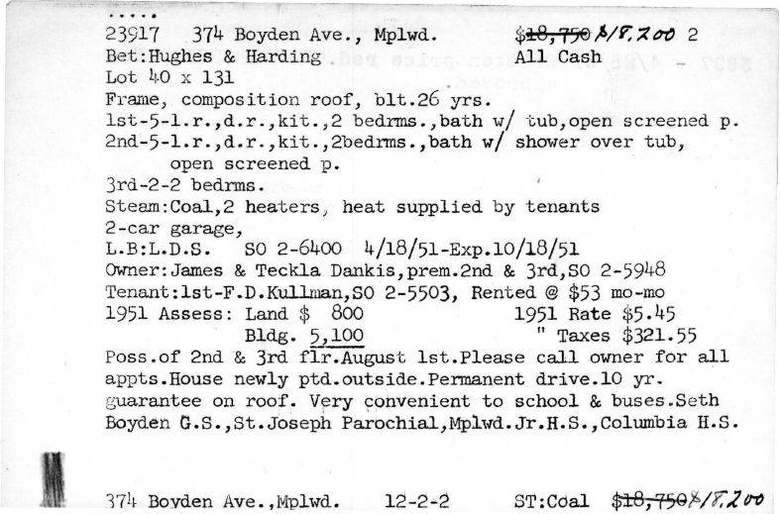 .....
23917 374 Boyden Ave., Mplwd. $18,750 $18,200 2
Bet:Hughes & Harding All Cash
Lot 40 x 131
Frame, composition roof, blt.26 yrs.
1st-5-l.r.,d.r.,kit.,2 bedrms.,bath w/ tub,open screened p.
2nd-5-l.r.,d.r.,kit.,2bedrms.,bath w/ shower over tub,
open screened p.
3rd-2-2 bedrms.
Steam:Coal,2 heaters, heat supplied by tenants
2-car garage,
L.B:L.D.S. SO 2-6400 4/18/51-Exp.10/18/51
Owner:James & Teckla Dankis,prem.2nd & 3rd,SO 2-5948
Tenant:1st-F.D.Kullman,SO 2-5503, Rented @ $53 mo-mo
1951 Assess: Land $ 800 1951 Rate $5.45
Bldg. 5,100 " Taxes $321.55
Poss.of 2nd & 3rd flr.August 1st.Please call owner for all
appts.House newly ptd.outside.Permanent drive.10 yr.
guarantee on roof. Very convenient to school & buses.Seth
Boyden G.S.,St.Joseph Parochial,Mplwd.Jr.H.S.,Columbia H.S.
374 Boyden Ave.,Mplwd. 12-2-2 ST:Coal $18,750 $18,200